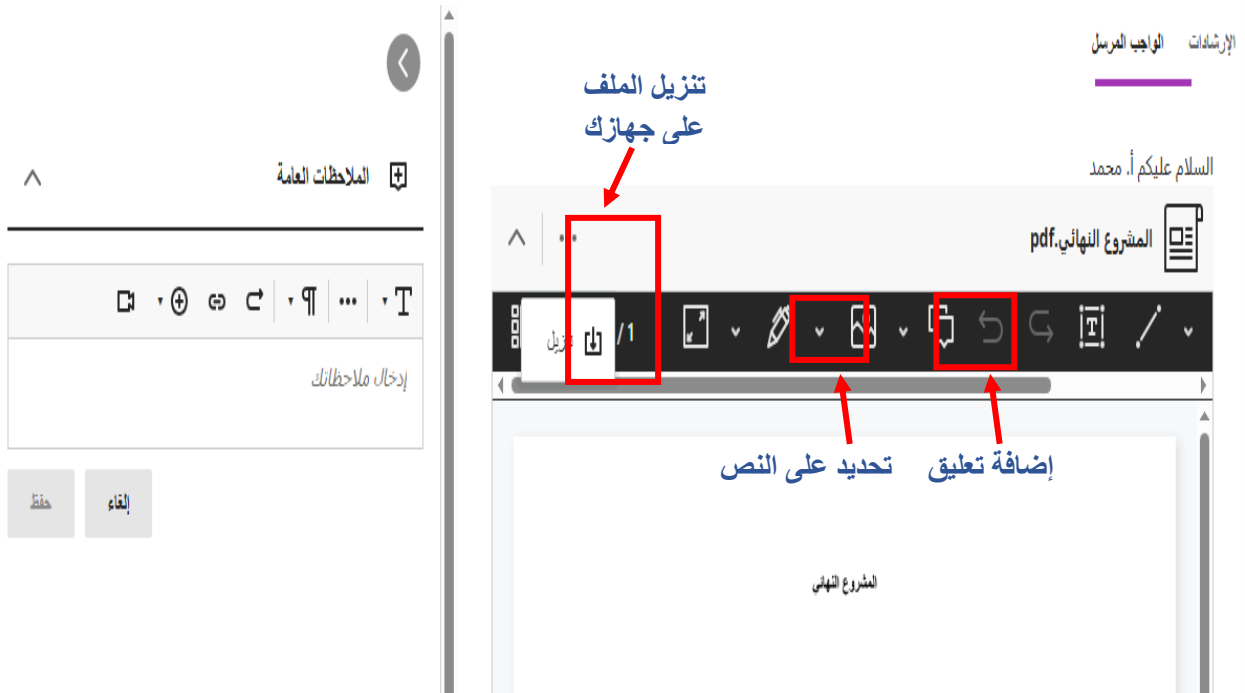 الإرشادات
الواجب المرسل
تنزيل الملف
على جهازك
السلام عليكم أ. محمد
المشروع النهائي.pdf
/ 1
تنزيل
إضافة تعليق
تحديد على النص
المشروع النهائي
الملاحظات العامة
إدخال ملاحظاتك
إلغاء
حفظ